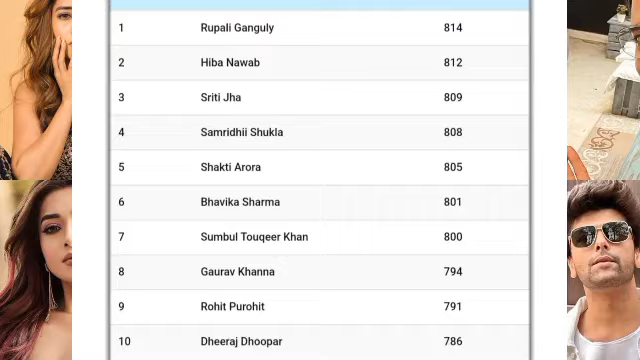 1 Rupali Ganguly 814
2 Hiba Nawab 812
3 Sriti Jha 809
4 Samridhii Shukla 808
5 Shakti Arora 805
6 Bhavika Sharma 801
7 Sumbul Touqeer Khan 800
8 Gaurav Khanna 794
9 Rohit Purohit 791
10 Dheeraj Dhoopar 786